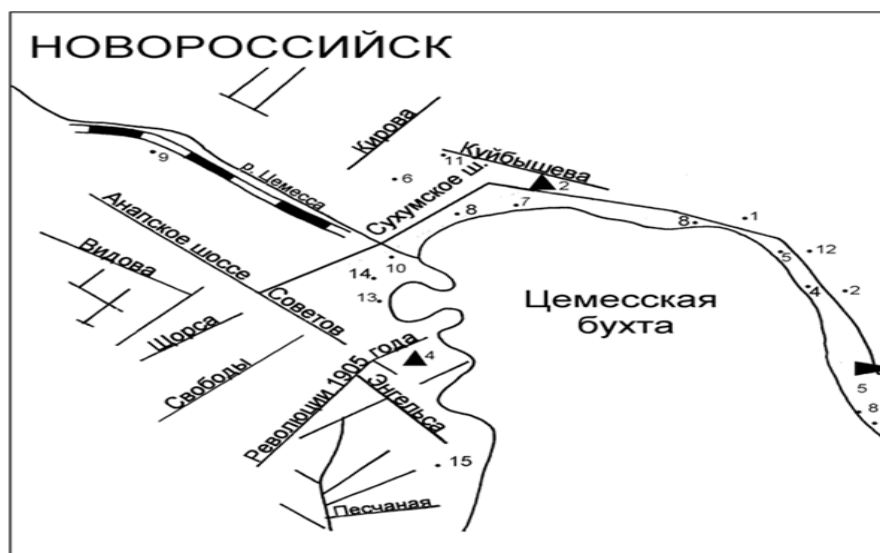 НОВОРОССИЙСК
Кирова
9
р. Цемесса
11
Куйбышева
6
Сухумское ш.
2
7
8
8
1
Анапское шоссе
10
14
13
5
12
4
2
Видова
Советов
Цемесская
бухта
Щорса
4
Свободы
Революции 1905 года
Энгельса
5
8
15
Песчаная